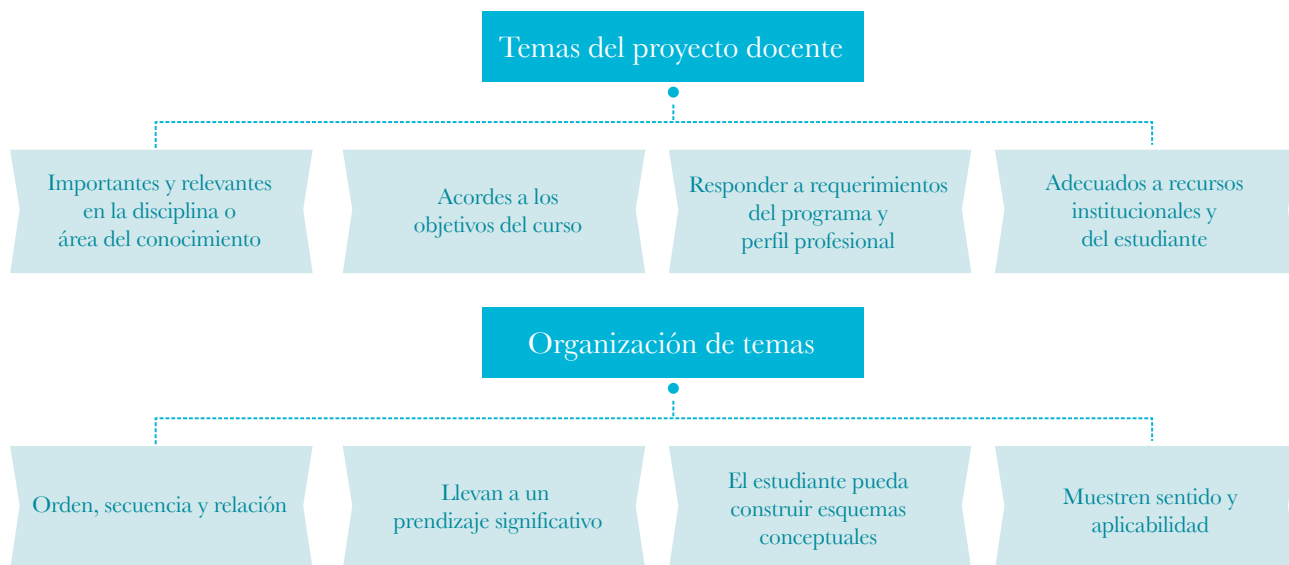 Temas del proyecto docente
Importantes y relevantes
en la disciplina o
área del conocimiento
Acordes a los
objetivos del curso
Responder a requerimientos
del programa y
perfil profesional
Adecuados a recursos
institucionales y
del estudiante
Organización de temas
Orden, secuencia y relación
Llevan a un
prendizaje significativo
El estudiante pueda
construir esquemas
conceptuales
Muestren sentido y
aplicabilidad